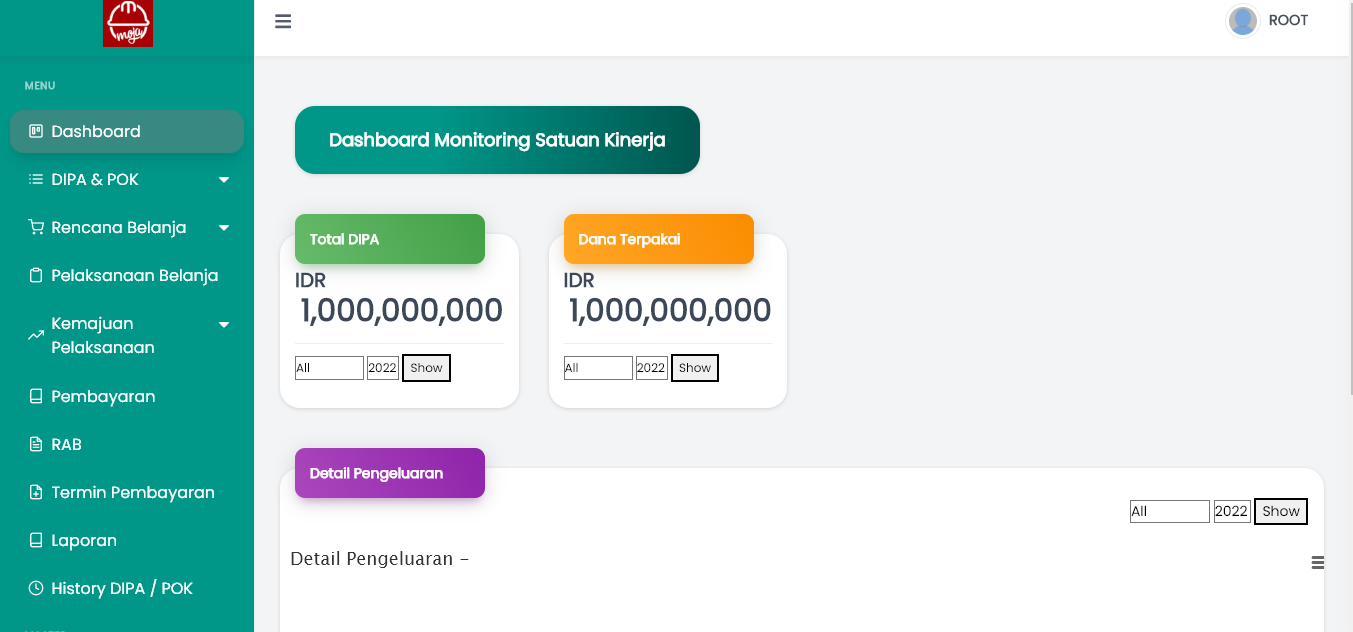 moja
ROOT
MENU
Dashboard
DIPA & POK
Rencana Belanja
Pelaksanaan Belanja
Kemajuan
Pelaksanaan
Pembayaran
RAB
Termin Pembayaran
Laporan
History DIPA / POK
Dashboard Monitoring Satuan Kinerja
Total DIPA
IDR
1,000,000,000
All 2022 Show
Dana Terpakai
IDR
1,000,000,000
All 2022 Show
Detail Pengeluaran
All 2022 Show
Detail Pengeluaran -